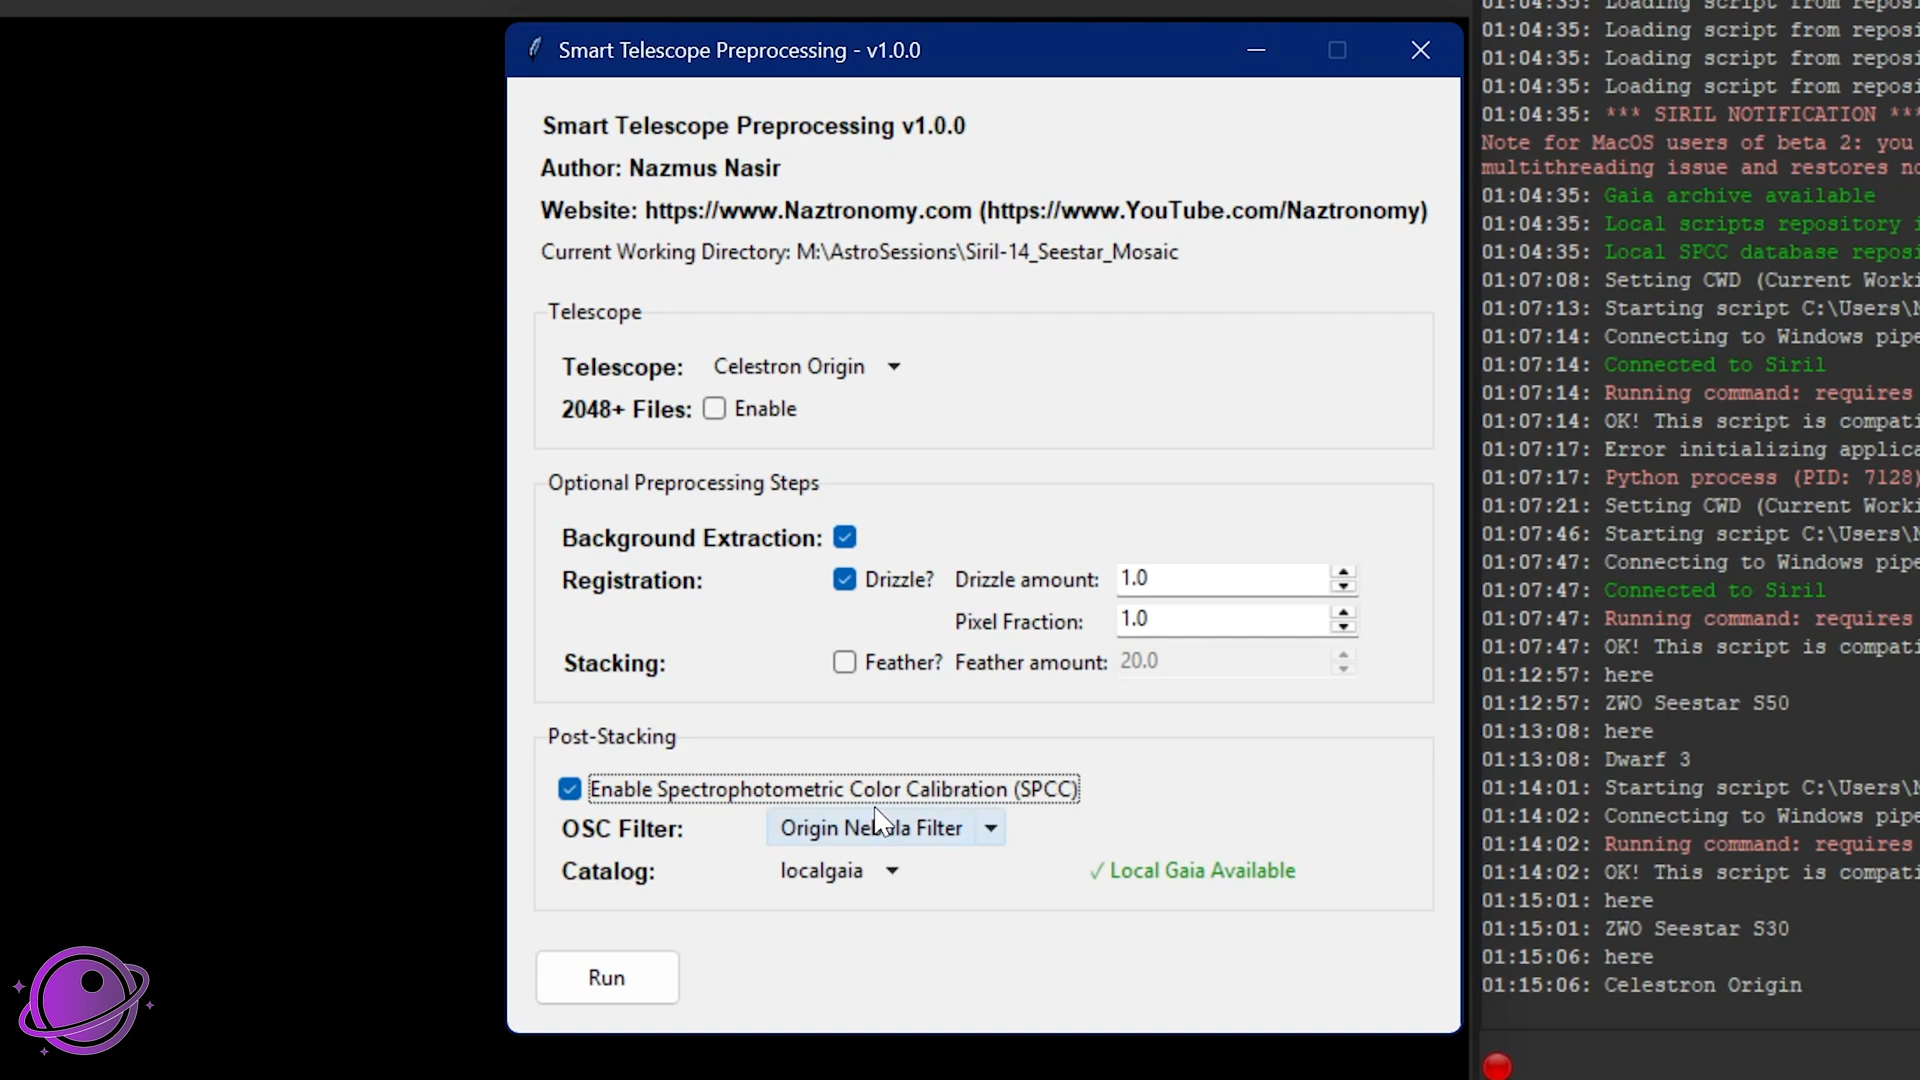 Smart Telescope Preprocessing - v1.0.0
Smart Telescope Preprocessing v1.0.0
Author: Nazmus Nasir
Website: https://www.Naztronomy.com (https://www.YouTube.com/Naztronomy)
Current Working Directory: M:\AstroSessions\Siril-14_Seestar_Mosaic
Telescope
Telescope: Celestron Origin
2048+ Files: Enable
Optional Preprocessing Steps
Background Extraction:
Registration: Drizzle? Drizzle amount: 1.0
Pixel Fraction: 1.0
Stacking: Feather? Feather amount: 20.0
Post-Stacking
Enable Spectrophotometric Color Calibration (SPCC)
OSC Filter: Origin Nebula Filter
Catalog: localgaia ✓ Local Gaia Available
Run
01:04:35: Loading script from reposi
01:04:35: Loading script from reposi
01:04:35: Loading script from reposi
01:04:35: Loading script from reposi
01:04:35: *** SIRIL NOTIFICATION ***
Note for MacOS users of beta 2: you
multithreading issue and restores no
01:04:35: Gaia archive available
01:04:35: Local scripts repository i
01:04:35: Local SPCC database reposi
01:07:08: Setting CWD (Current Worki
01:07:13: Starting script C:\Users\N
01:07:14: Connecting to Windows pipe
01:07:14: Connected to Siril
01:07:14: Running command: requires
01:07:14: OK! This script is compati
01:07:17: Error initializing applica
01:07:17: Python process (PID: 7128)
01:07:21: Setting CWD (Current Worki
01:07:46: Starting script C:\Users\N
01:07:47: Connecting to Windows pipe
01:07:47: Connected to Siril
01:07:47: Running command: requires
01:07:47: OK! This script is compati
01:12:57: here
01:12:57: ZWO Seestar S50
01:13:08: here
01:13:08: Dwarf 3
01:14:01: Starting script C:\Users\N
01:14:02: Connecting to Windows pipe
01:14:02: Running command: requires
01:14:02: OK! This script is compati
01:15:01: here
01:15:01: ZWO Seestar S30
01:15:06: here
01:15:06: Celestron Origin